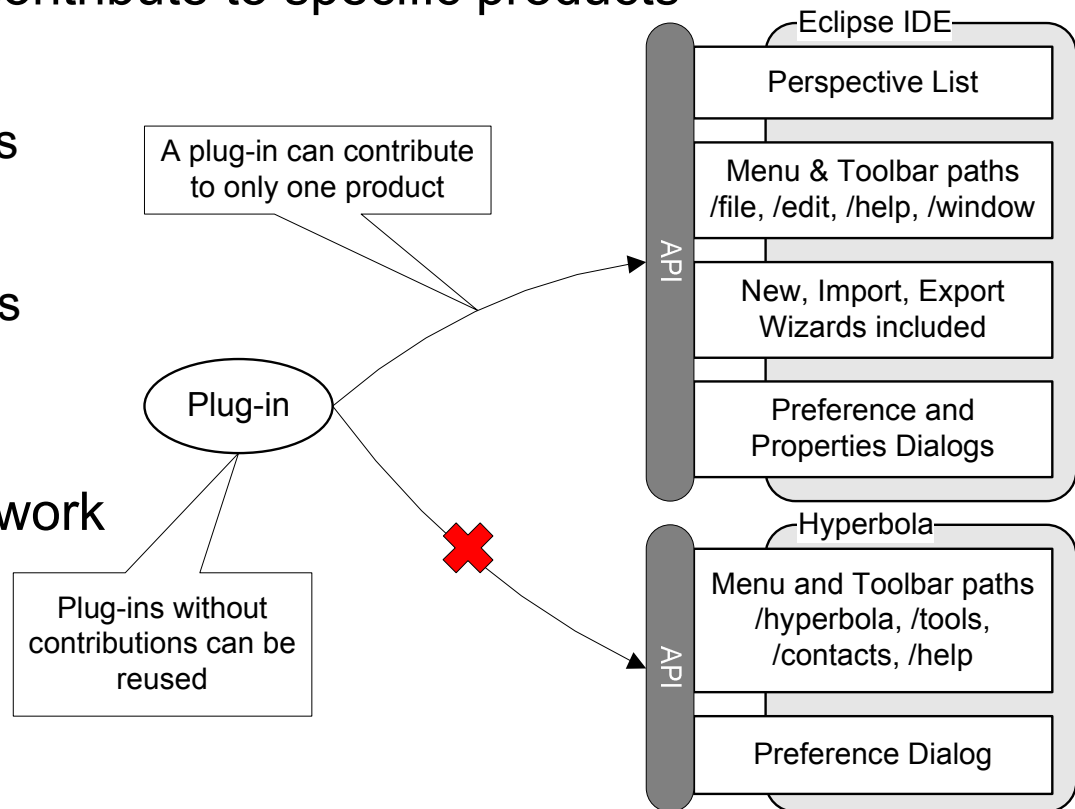 contribute to specific products
s
s
work
A plug-in can contribute
to only one product
Plug-in
Plug-ins without
contributions can be
reused
API
Eclipse IDE
Perspective List
Menu & Toolbar paths
/file, /edit, /help, /window
New, Import, Export
Wizards included
Preference and
Properties Dialogs
API
Hyperbola
Menu and Toolbar paths
/hyperbola, /tools,
/contacts, /help
Preference Dialog